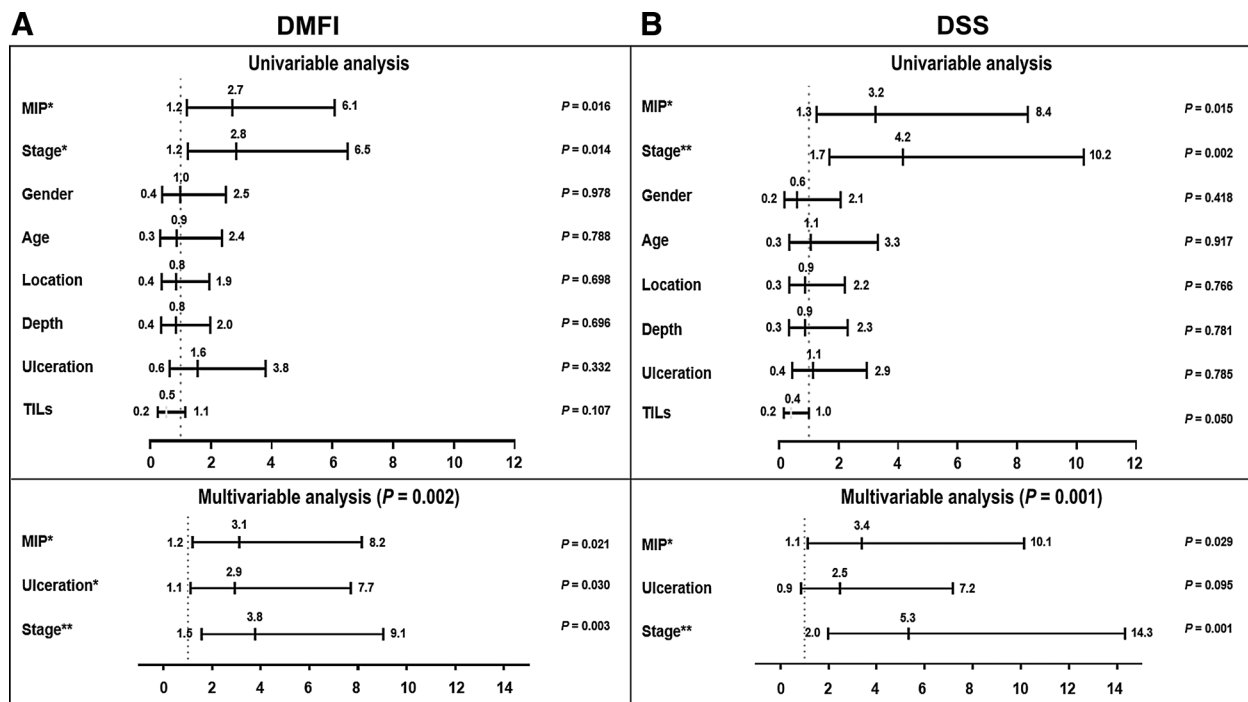 A DMFI
Univariable analysis
MIP* 1.2 2.7 6.1 P = 0.016
Stage* 1.2 2.8 6.5 P = 0.014
Gender 0.4 1.0 2.5 P = 0.978
Age 0.3 0.9 2.4 P = 0.788
Location 0.4 0.8 1.9 P = 0.698
Depth 0.4 0.8 2.0 P = 0.696
Ulceration 0.6 1.6 3.8 P = 0.332
TILs 0.2 0.5 1.1 P = 0.107
0 2 4 6 8 10 12
Multivariable analysis (P = 0.002)
MIP* 1.2 3.1 8.2 P = 0.021
Ulceration* 1.1 2.9 7.7 P = 0.030
Stage** 1.5 3.8 9.1 P = 0.003
0 2 4 6 8 10 12 14
B DSS
Univariable analysis
MIP* 1.3 3.2 8.4 P = 0.015
Stage** 1.7 4.2 10.2 P = 0.002
Gender 0.2 0.6 2.1 P = 0.418
Age 0.3 1.1 3.3 P = 0.917
Location 0.3 0.9 2.2 P = 0.766
Depth 0.3 0.9 2.3 P = 0.781
Ulceration 0.4 1.1 2.9 P = 0.785
TILs 0.2 0.4 1.0 P = 0.050
0 2 4 6 8 10 12
Multivariable analysis (P = 0.001)
MIP* 1.1 3.4 10.1 P = 0.029
Ulceration 0.9 2.5 7.2 P = 0.095
Stage** 2.0 5.3 14.3 P = 0.001
0 2 4 6 8 10 12 14